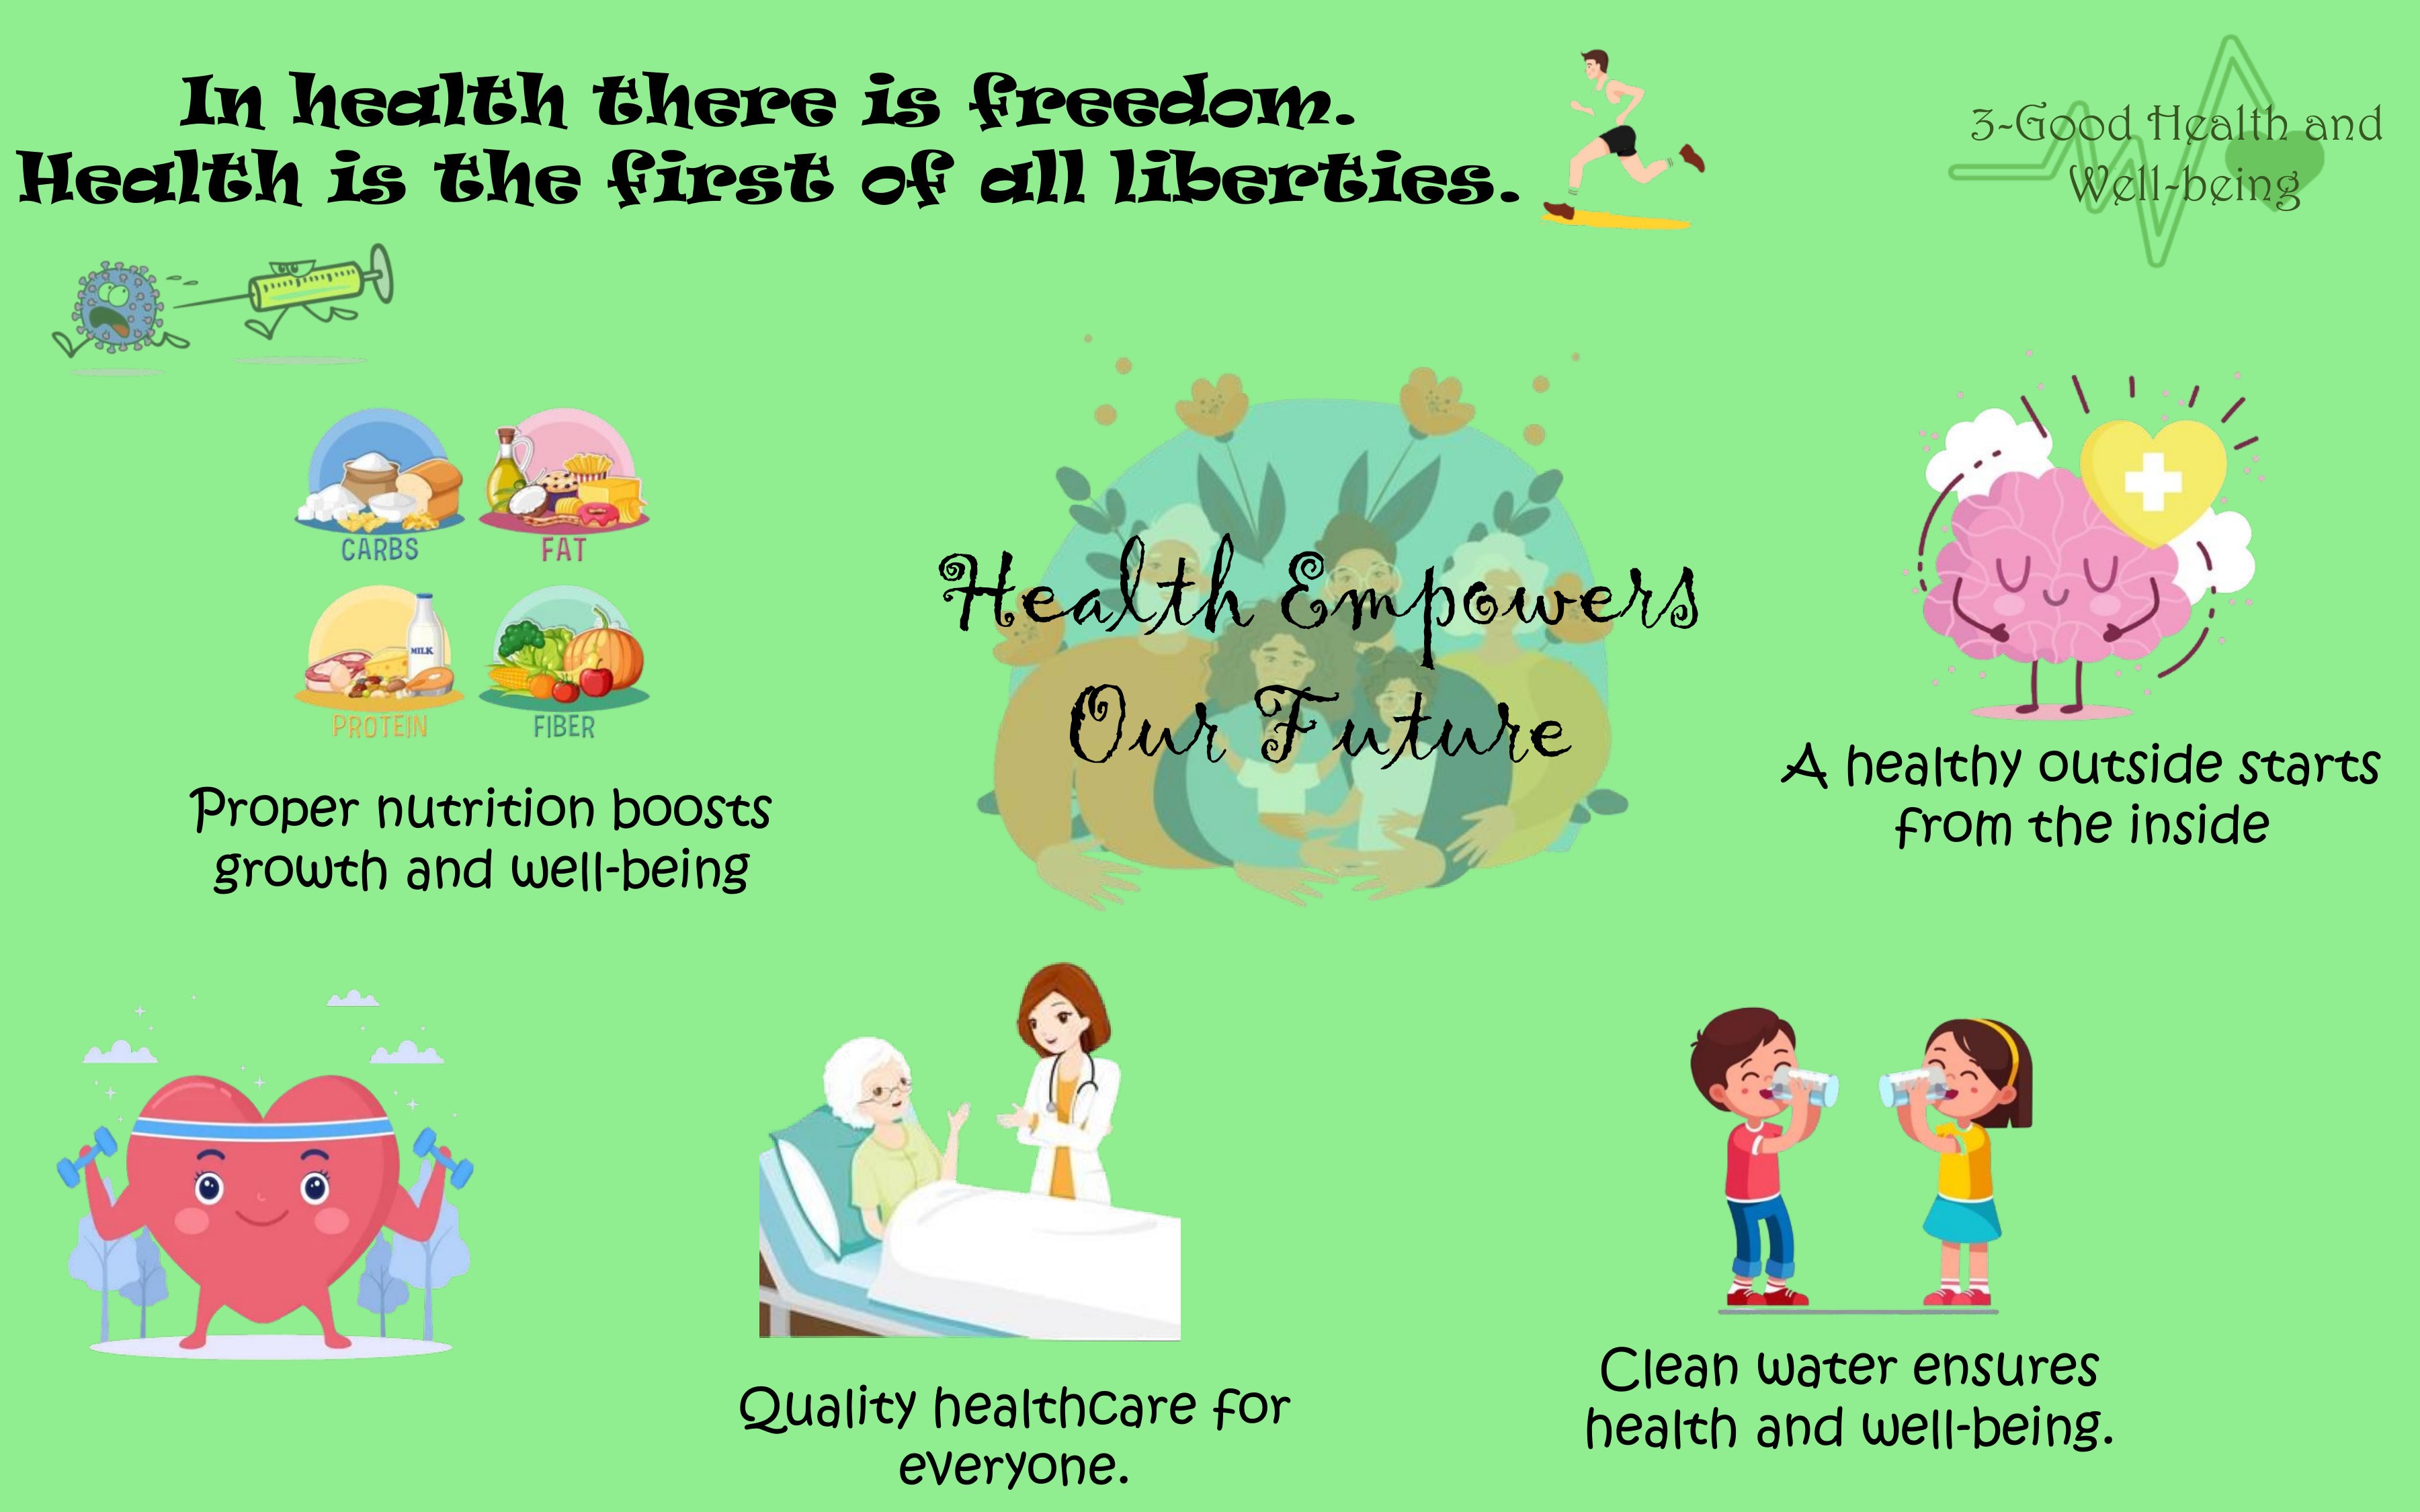 In health there is freedom.
Health is the first of all liberties.
3-Good Health and
Well-being
CARBS
FAT
PROTEIN
MILK
FIBER
Proper nutrition boosts
growth and well-being
Health Empowers
Our Future
A healthy outside starts
from the inside
Quality healthcare for
everyone.
Clean water ensures
health and well-being.